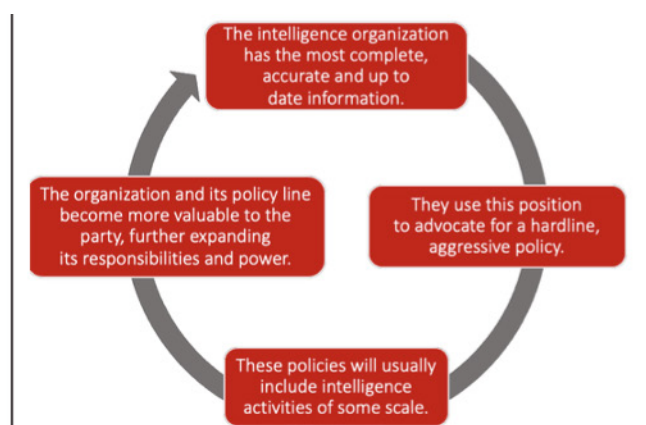 The intelligence organization
has the most complete,
accurate and up to
date information.
They use this position
to advocate for a hardline,
aggressive policy.
These policies will usually
include intelligence
activities of some scale.
The organization and its policy line
become more valuable to the
party, further expanding
its responsibilities and power.